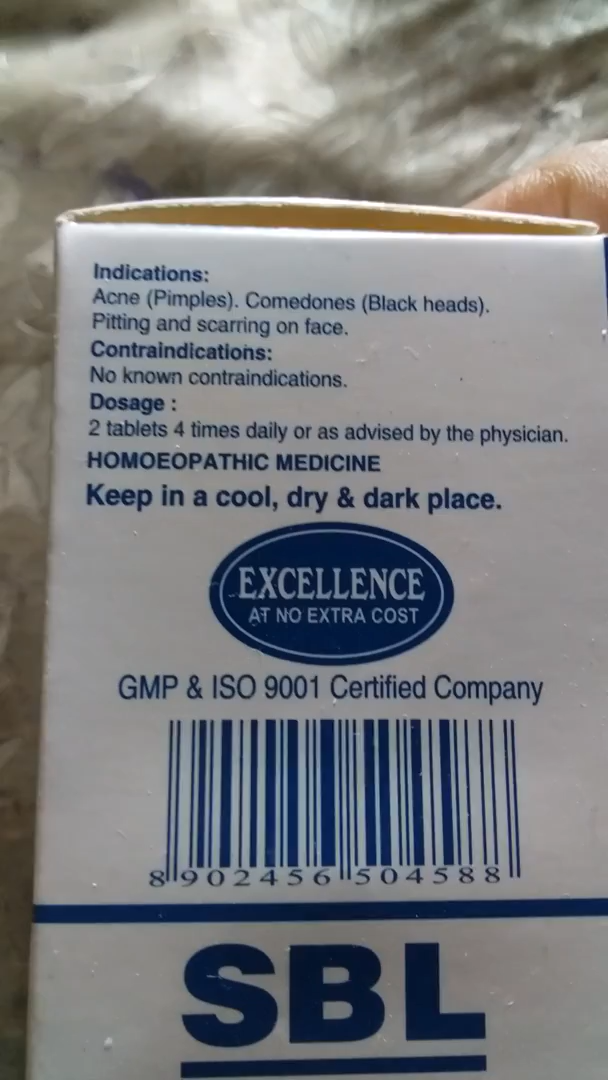 Indications:
Acne (Pimples). Comedones (Black heads).
Pitting and scarring on face.
Contraindications:
No known contraindications.
Dosage :
2 tablets 4 times daily or as advised by the physician.
HOMOEOPATHIC MEDICINE
Keep in a cool, dry & dark place.
EXCELLENCE
AT NO EXTRA COST
GMP & ISO 9001 Certified Company
8 902456 504588
SBL